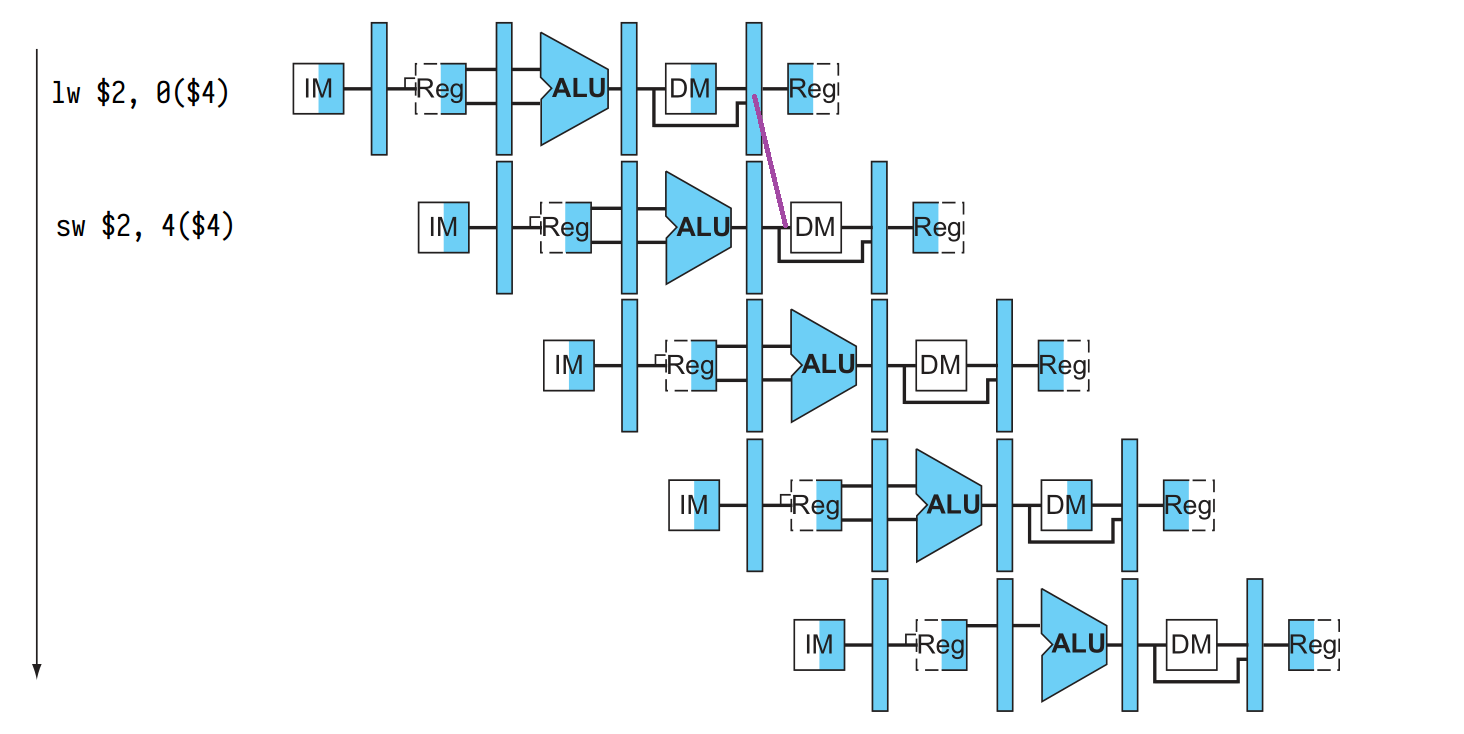 lw $2, 0($4) IM Reg ALU DM Reg
sw $2, 4($4) IM Reg ALU DM Reg
IM Reg ALU DM Reg
IM Reg ALU DM Reg
IM Reg ALU DM Reg